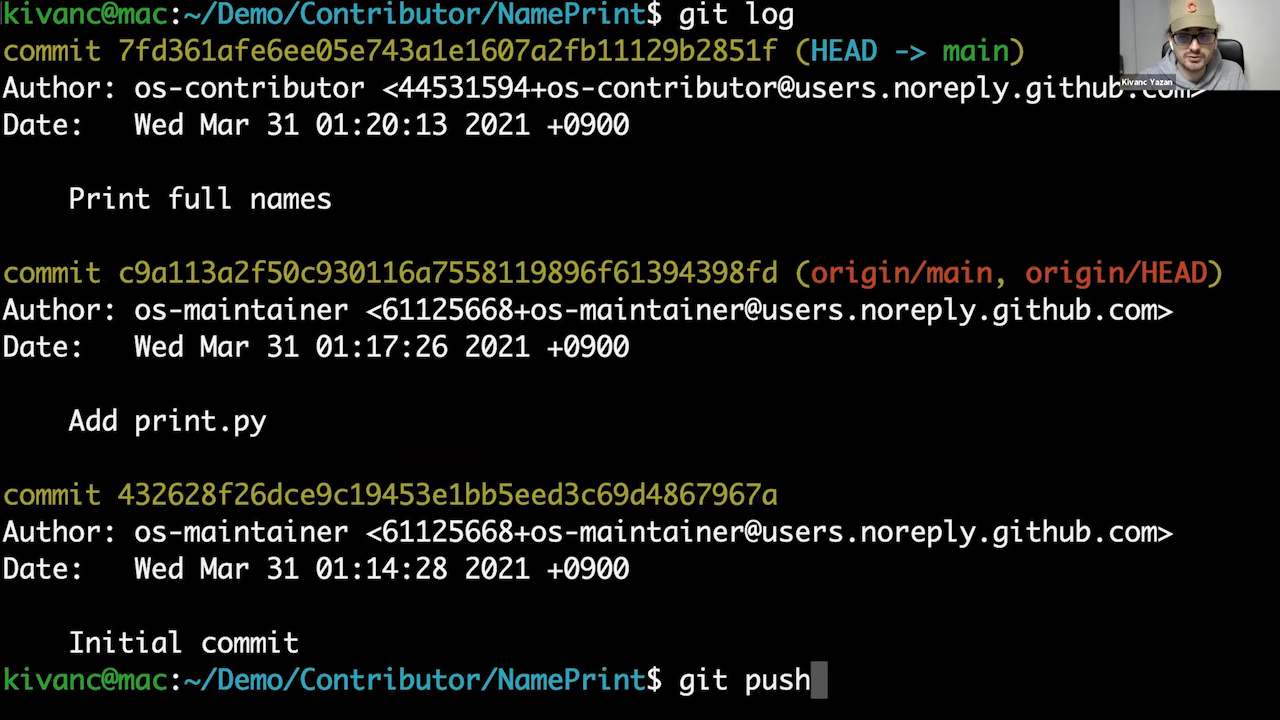 kivanc@mac:~/Demo/Contributor/NamePrint$ git log
commit 7fd361afe6ee05e743a1e1607a2fb11129b2851f (HEAD -> main)
Author: os-contributor <44531594+os-contributor@users.noreply.github.com>
Kivanc Yazan
Date:   Wed Mar 31 01:20:13 2021 +0900
Print full names
commit c9a113a2f50c930116a7558119896f61394398fd (origin/main, origin/HEAD)
Author: os-maintainer <61125668+os-maintainer@users.noreply.github.com>
Date:   Wed Mar 31 01:17:26 2021 +0900
Add print.py
commit 432628f26dce9c19453e1bb5eed3c69d4867967a
Author: os-maintainer <61125668+os-maintainer@users.noreply.github.com>
Date:   Wed Mar 31 01:14:28 2021 +0900
Initial commit
kivanc@mac:~/Demo/Contributor/NamePrint$ git push